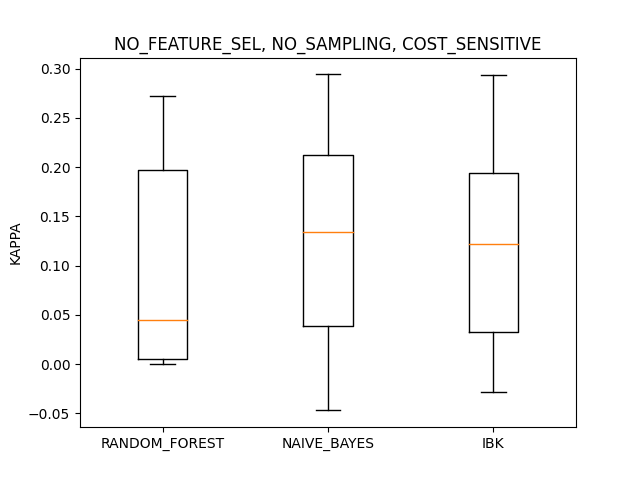 NO_FEATURE_SEL, NO_SAMPLING, COST_SENSITIVE
0.30
0.25
0.20
0.15
0.10
0.05
0.00
−0.05
KAPPA
RANDOM_FOREST NAIVE_BAYES IBK